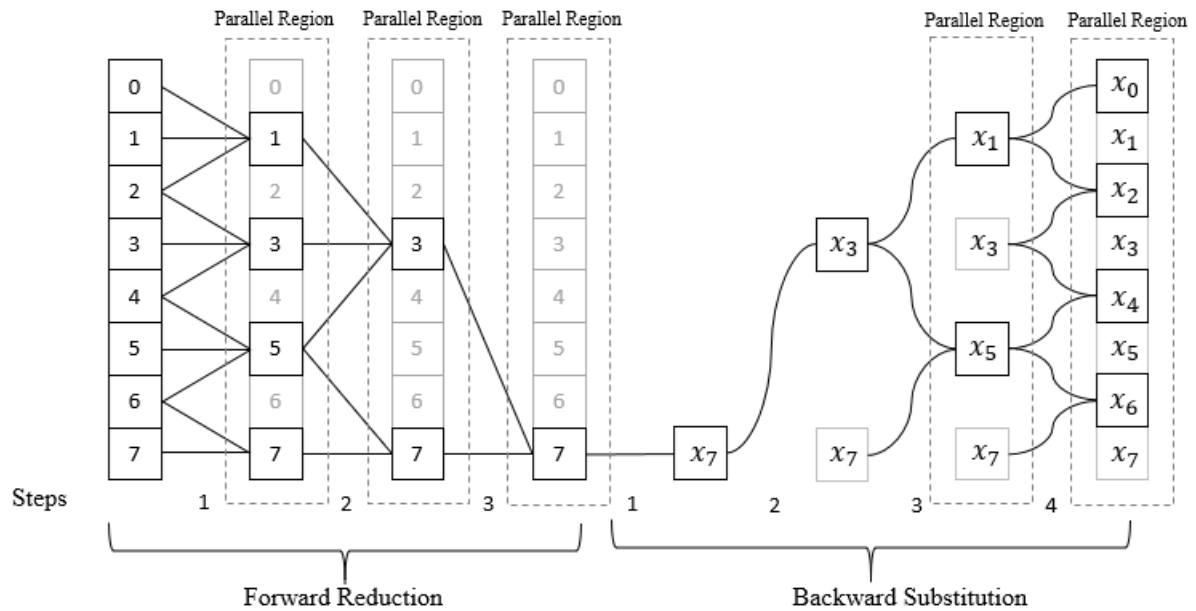 Parallel Region Parallel Region Parallel Region Parallel Region Parallel Region
0 0 0 0 x₀
1 1 1 1 x₁ x₁
2 2 2 2 x₂
3 3 3 3 x₃ x₃ x₃
4 4 4 4 x₄
5 5 5 5 x₅ x₅
6 6 6 6 x₆
7 7 7 7 x₇ x₇ x₇ x₇
Steps 1 2 3 1 2 3 4
Forward Reduction Backward Substitution